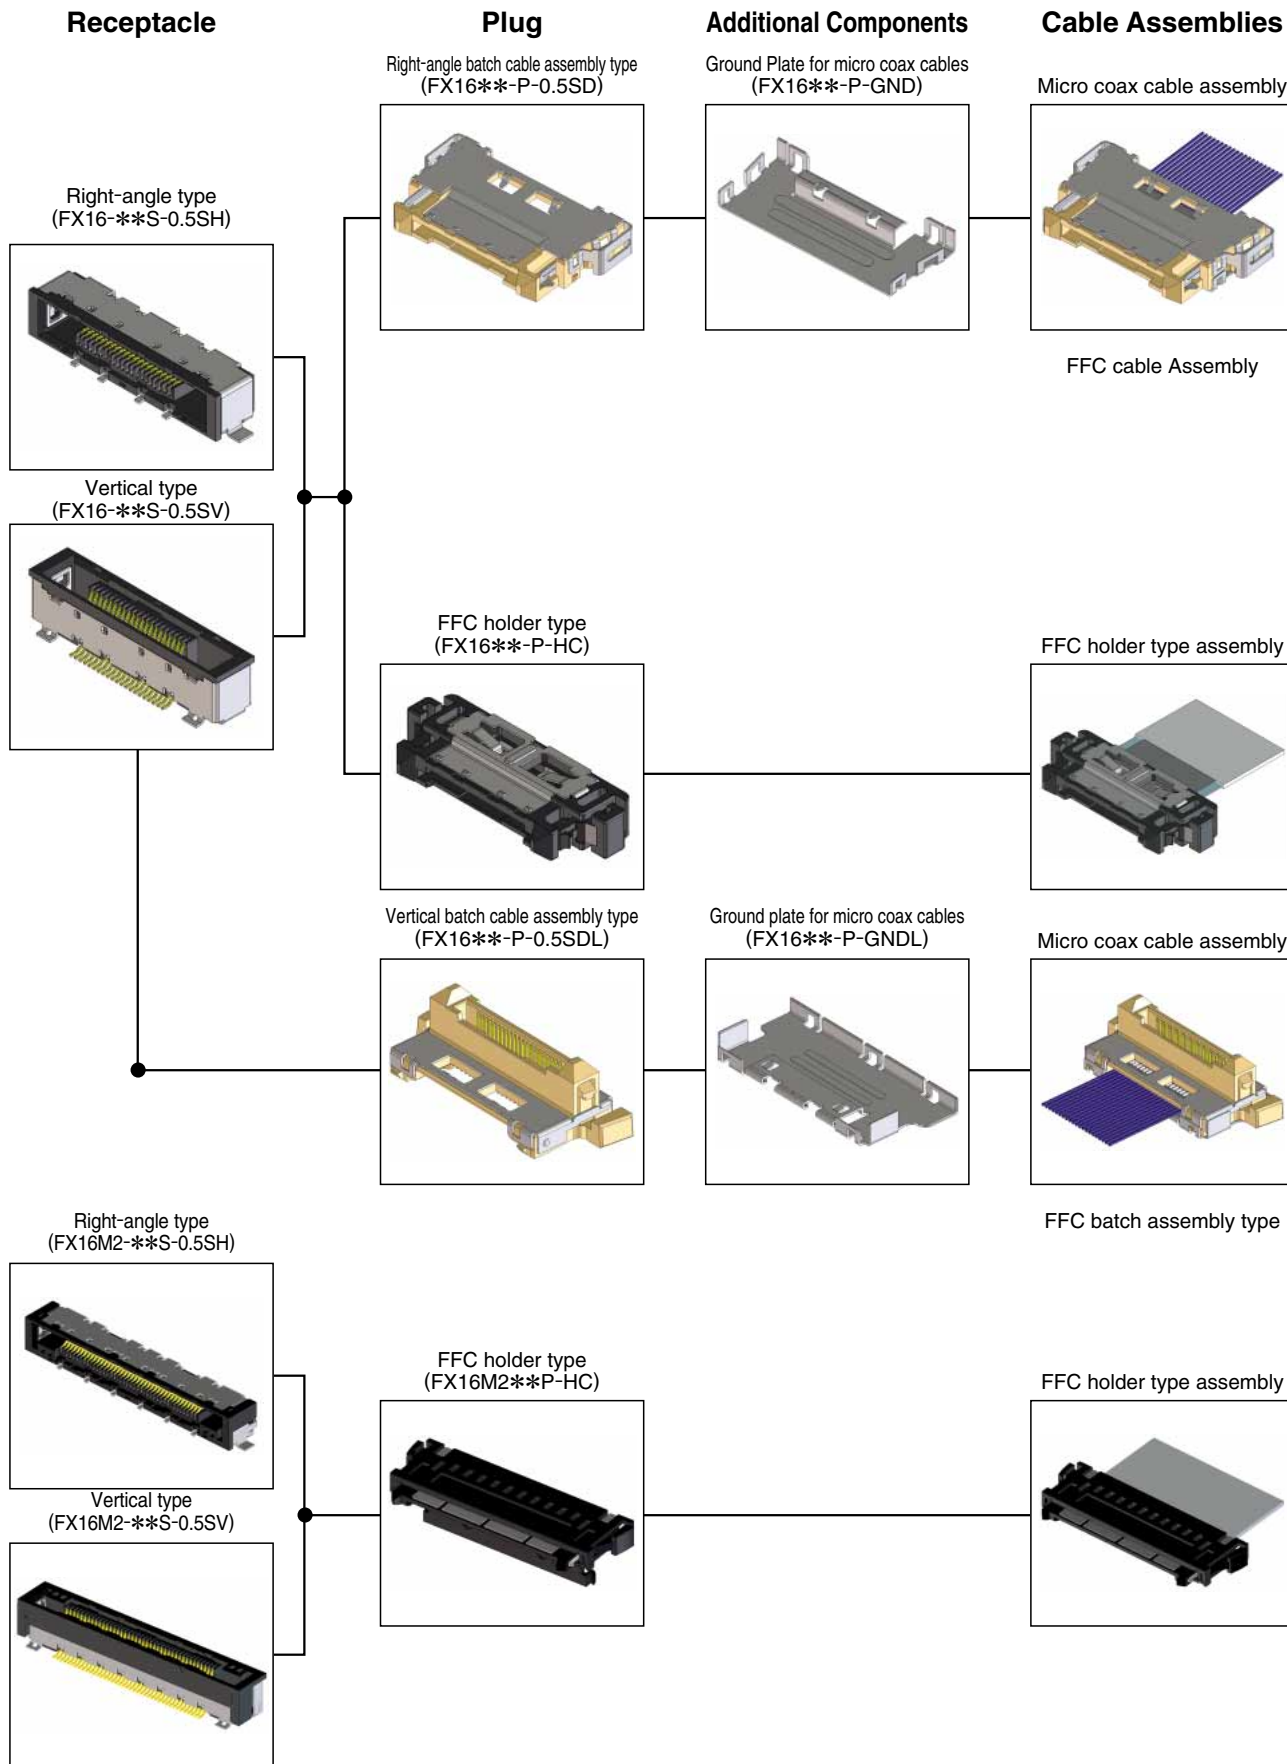 Receptacle
Plug
Additional Components
Cable Assemblies
Right-angle batch cable assembly type
(FX16**-P-0.5SD)
Ground Plate for micro coax cables
(FX16**-P-GND)
Micro coax cable assembly
Right-angle type
(FX16-**S-0.5SH)
FFC cable Assembly
Vertical type
(FX16-**S-0.5SV)
FFC holder type
(FX16**-P-HC)
FFC holder type assembly
Vertical batch cable assembly type
(FX16**-P-0.5SDL)
Ground plate for micro coax cables
(FX16**-P-GNDL)
Micro coax cable assembly
Right-angle type
(FX16M2-**S-0.5SH)
FFC batch assembly type
FFC holder type
(FX16M2**P-HC)
FFC holder type assembly
Vertical type
(FX16M2-**S-0.5SV)